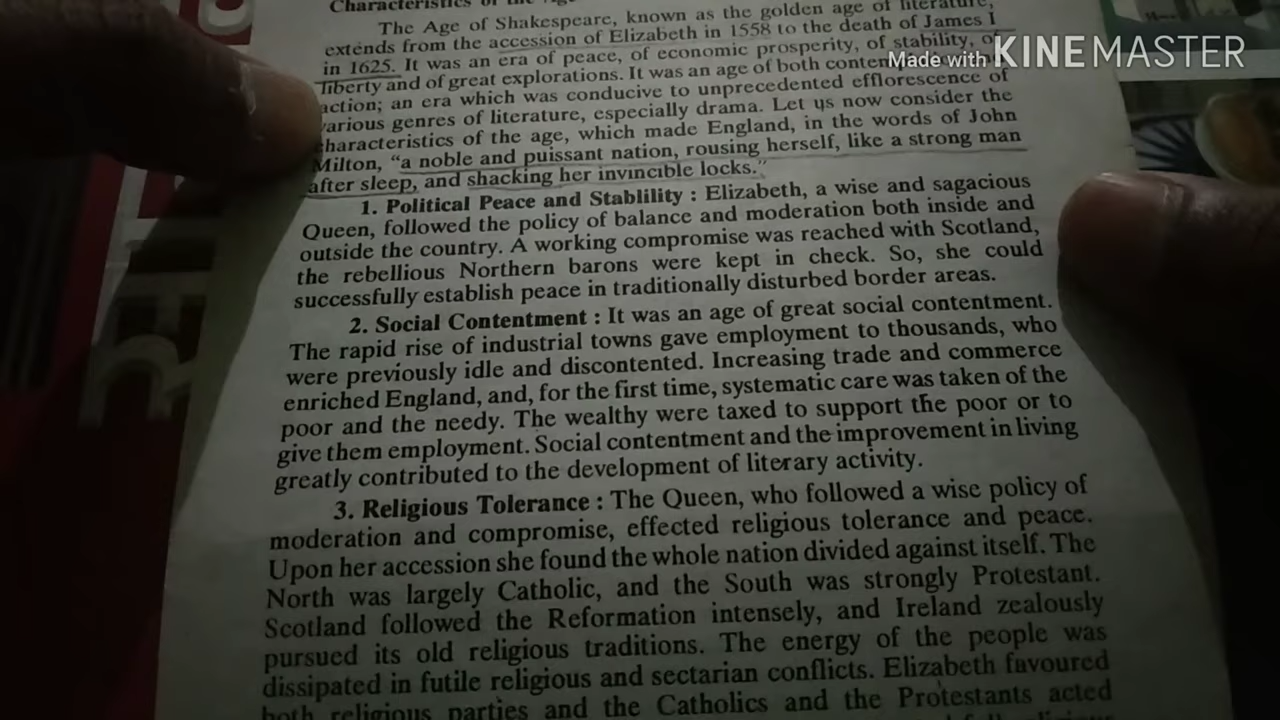 Characteristics of the Age
The Age of Shakespeare, known as the golden age of literature,
extends from the accession of Elizabeth in 1558 to the death of James I
in 1625. It was an era of peace, of economic prosperity, of stability, of
liberty and of great explorations. It was an age of both
action; an era which was conducive to unprecedented efflorescence of
various genres of literature, especially drama. Let us now consider the
characteristics of the age, which made England, in the words of John
Milton, “a noble and puissant nation, rousing herself, like a strong man
after sleep, and shacking her invincible locks.”
1. Political Peace and Stablility : Elizabeth, a wise and sagacious
Queen, followed the policy of balance and moderation both inside and
outside the country. A working compromise was reached with Scotland,
the rebellious Northern barons were kept in check. So, she could
successfully establish peace in traditionally disturbed border areas.
2. Social Contentment : It was an age of great social contentment.
The rapid rise of industrial towns gave employment to thousands, who
were previously idle and discontented. Increasing trade and commerce
enriched England, and, for the first time, systematic care was taken of the
poor and the needy. The wealthy were taxed to support the poor or to
give them employment. Social contentment and the improvement in living
greatly contributed to the development of literary activity.
3. Religious Tolerance : The Queen, who followed a wise policy of
moderation and compromise, effected religious tolerance and peace.
Upon her accession she found the whole nation divided against itself. The
North was largely Catholic, and the South was strongly Protestant.
Scotland followed the Reformation intensely, and Ireland zealously
pursued its old religious traditions. The energy of the people was
dissipated in futile religious and sectarian conflicts. Elizabeth favoured
both religious parties and the Catholics and the Protestants acted
Made with KINEMASTER